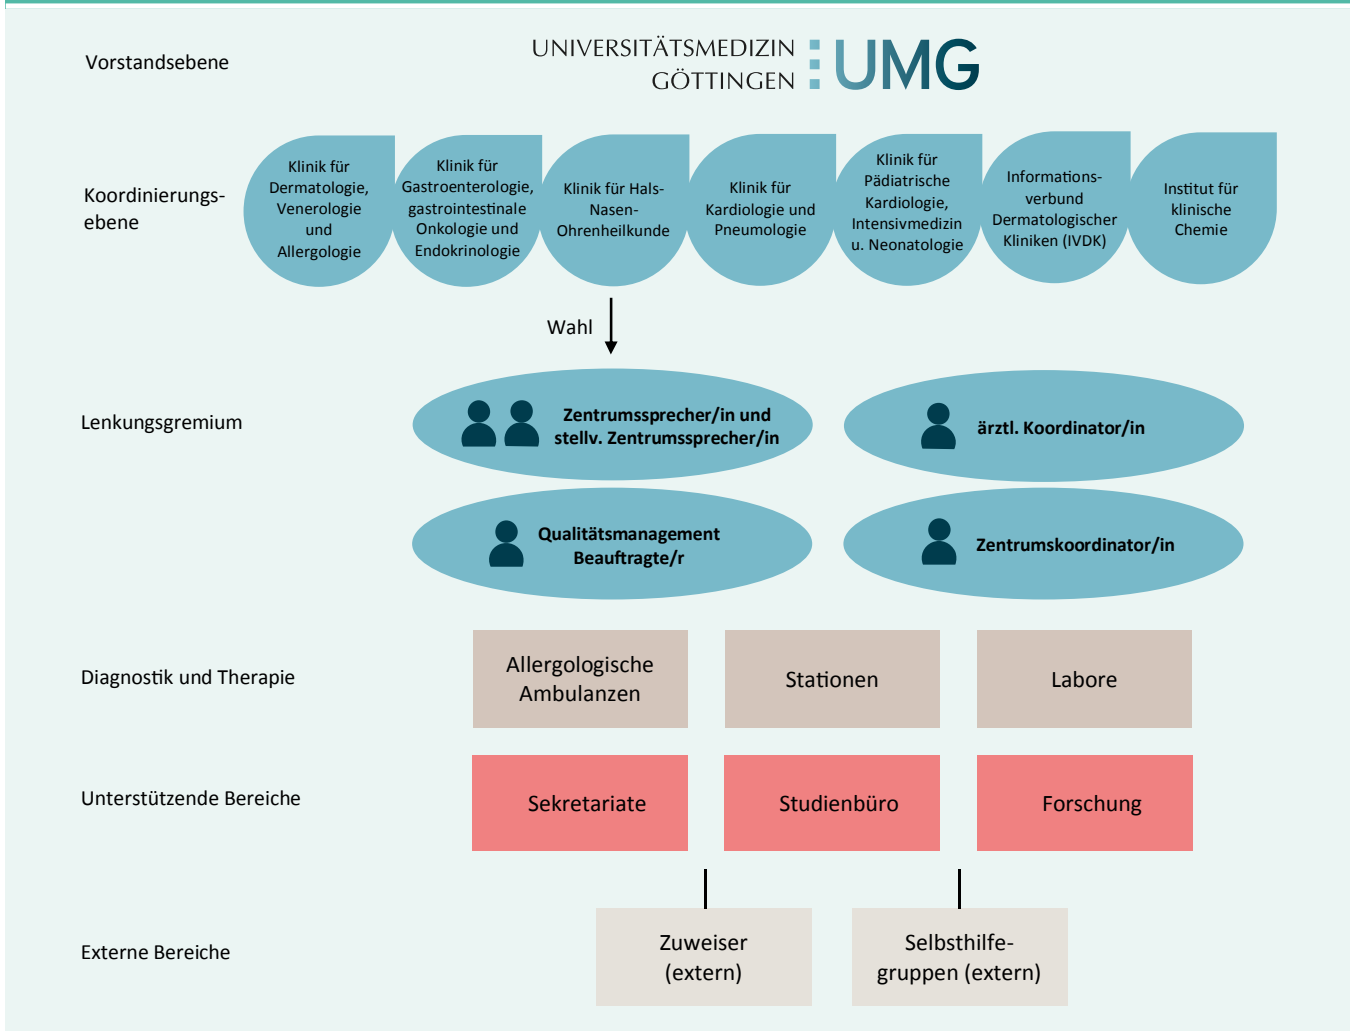 Vorstandsebene
UNIVERSITÄTSMEDIZIN
GÖTTINGEN
UMG
Koordinierungs-
ebene
Klinik für
Dermatologie,
Venerologie
und
Allergologie
Klinik für
Gastroenterologie,
gastrointestinale
Onkologie und
Endokrinologie
Klinik für Hals-
Nasen-
Ohrenheilkunde
Klinik für
Kardiologie und
Pneumologie
Klinik für
Pädiatrische
Kardiologie,
Intensivmedizin
u. Neonatologie
Informations-
verbund
Dermatologischer
Kliniken (IVDK)
Institut für
klinische
Chemie
Wahl
Lenkungsgremium
Zentrumssprecher/in und
stellv. Zentrumssprecher/in
ärztl. Koordinator/in
Qualitätsmanagement
Beauftragte/r
Zentrumskoordinator/in
Diagnostik und Therapie
Allergologische
Ambulanzen
Stationen
Labore
Unterstützende Bereiche
Sekretariate
Studienbüro
Forschung
Externe Bereiche
Zuweiser
(extern)
Selbsthilfe-
gruppen (extern)